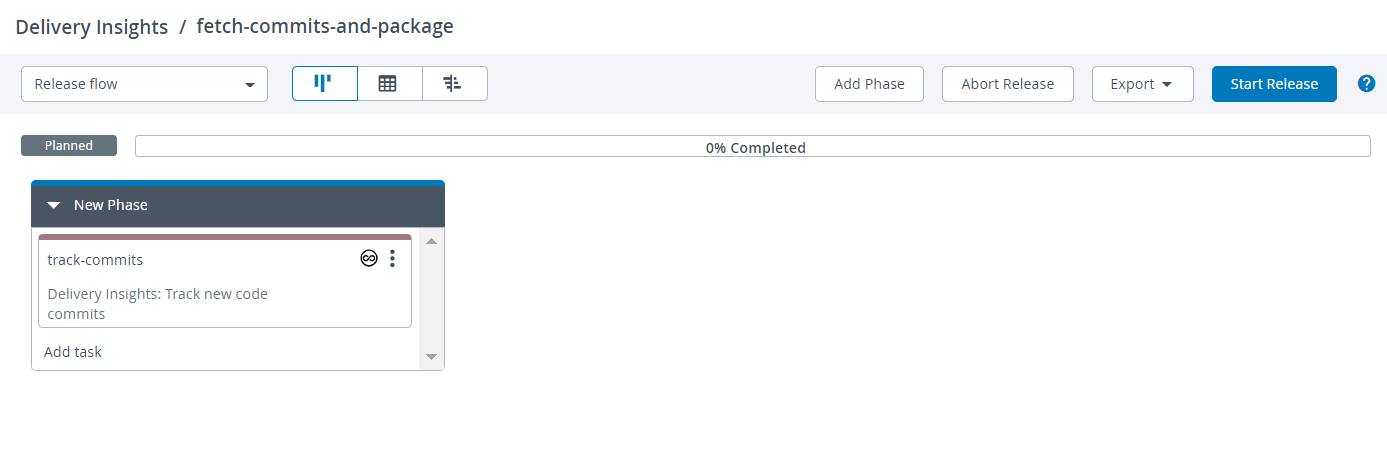 Delivery Insights / fetch-commits-and-package
Release flow
Add Phase
Abort Release
Export
Start Release
?
Planned
0% Completed
New Phase
track-commits
Delivery Insights: Track new code
commits
Add task